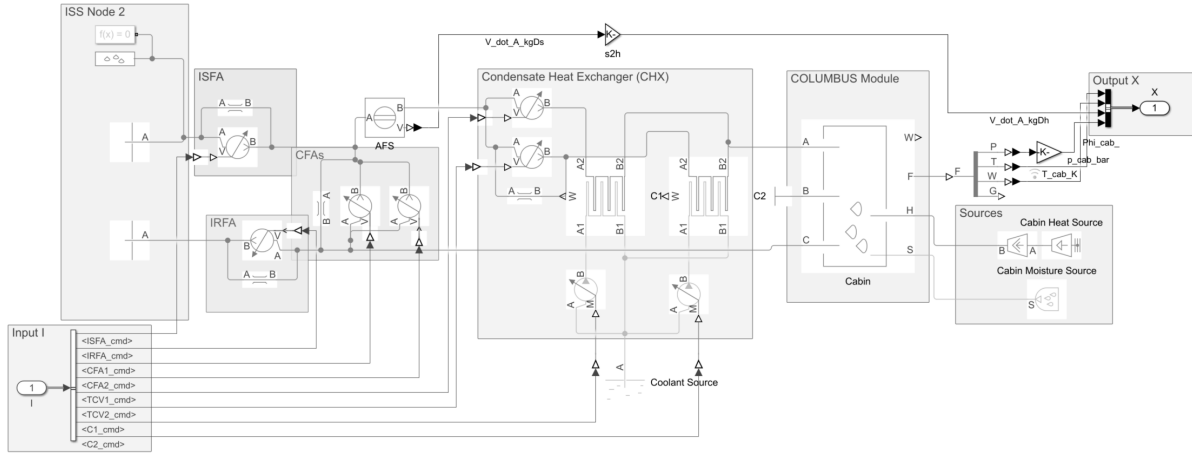 ISS Node 2
f(x) = 0
A
A
ISFA
A B
V B
A
IRFA
V
B A
A B
CFAs
A B
A B V
A B V
A B
V
AFS
V_dot_A_kgDs
K-
s2h
Condensate Heat Exchanger (CHX)
A
V B
A
V B
A B W
A2 B2
A1 B1
C1
W
A2 B2
A1 B1
B
A M
B
A M
A
Coolant Source
C2
COLUMBUS Module
A
B
C
W
F
H
S
Cabin
F
P
T
W
G
K-
p_cab_bar
T_cab_K
V_dot_A_kgDh
Phi_cab_
Output X
X
1
Sources
Cabin Heat Source
B A
Cabin Moisture Source
S
Input I
1
I
<ISFA_cmd>
<IRFA_cmd>
<CFA1_cmd>
<CFA2_cmd>
<TCV1_cmd>
<TCV2_cmd>
<C1_cmd>
<C2_cmd>